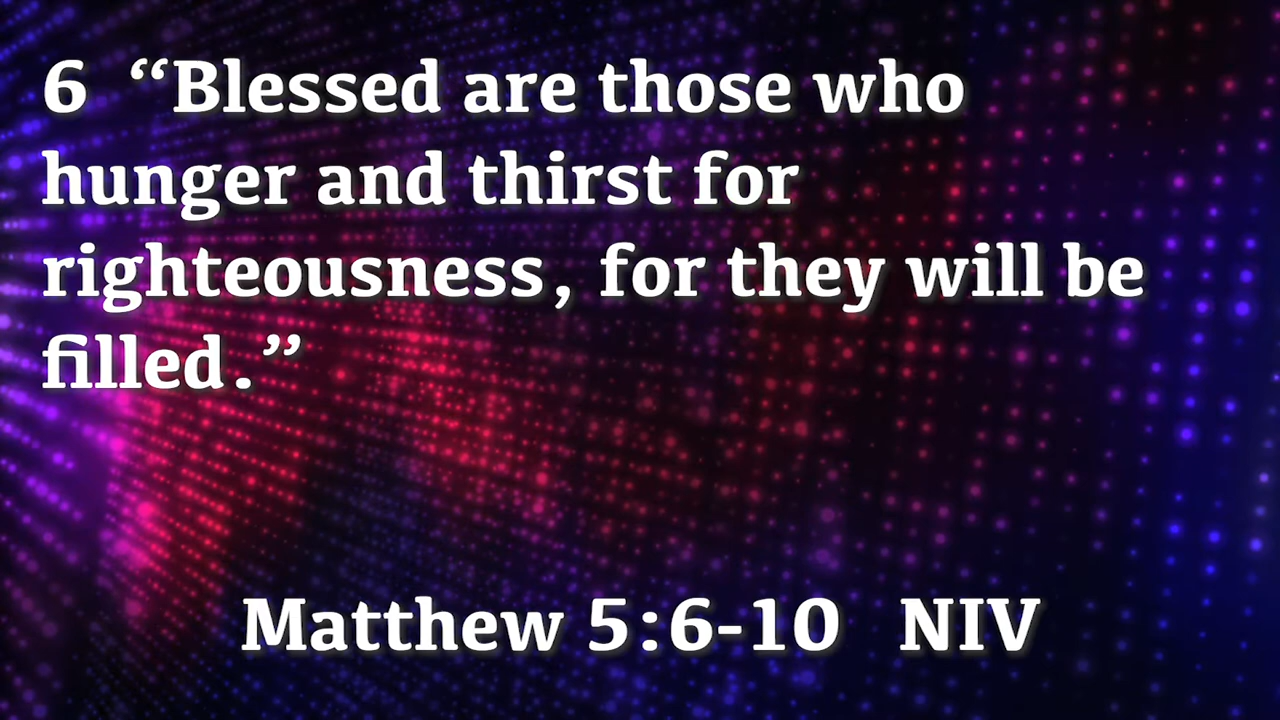 6 “Blessed are those who
hunger and thirst for
righteousness, for they will be
filled.”
Matthew 5:6-10 NIV